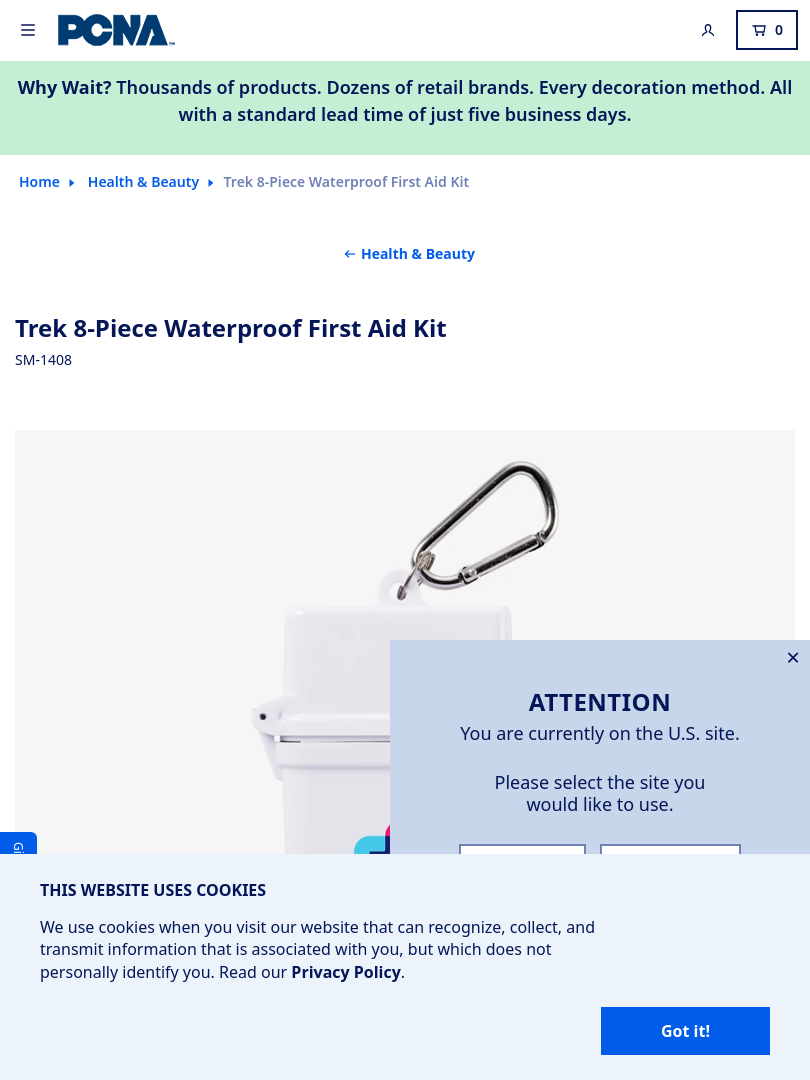 PCNA
0
Why Wait? Thousands of products. Dozens of retail brands. Every decoration method. All
with a standard lead time of just five business days.
Home
Health & Beauty
Trek 8-Piece Waterproof First Aid Kit
← Health & Beauty
Trek 8-Piece Waterproof First Aid Kit
SM-1408
ATTENTION
You are currently on the U.S. site.
Please select the site you
would like to use.
THIS WEBSITE USES COOKIES
We use cookies when you visit our website that can recognize, collect, and
transmit information that is associated with you, but which does not
personally identify you. Read our Privacy Policy.
Got it!